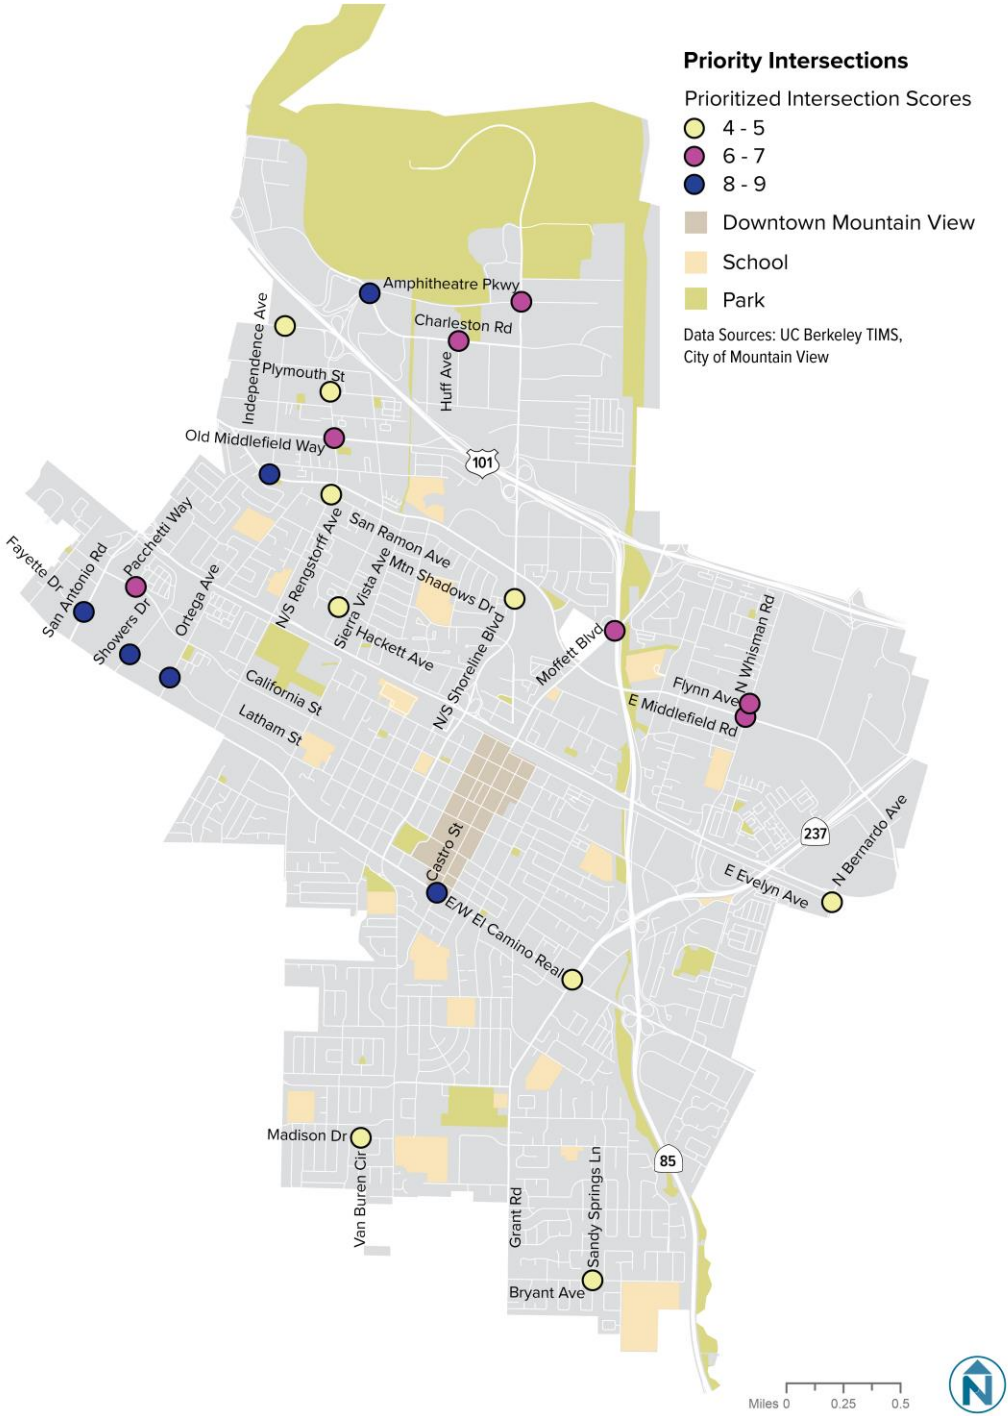 Priority Intersections
Prioritized Intersection Scores
4 - 5
6 - 7
8 - 9
Downtown Mountain View
School
Park
Data Sources: UC Berkeley TIMS,
City of Mountain View
Amphitheatre Pkwy
Charleston Rd
Independence Ave
Huff Ave
Plymouth St
Old Middlefield Way
101
San Ramon Ave
Mtn Shadows Dr
Pacchetti Way
Fayette Dr
San Antonio Rd
Showers Dr
Ortega Ave
N/S Rengstorff Ave
Sierra Vista Ave
Hackett Ave
N/S Shoreline Blvd
Moffett Blvd
N Whisman Rd
Flynn Ave
E Middlefield Rd
California St
Latham St
Castro St
E/W El Camino Real
237
N Bernardo Ave
E Evelyn Ave
Madison Dr
Van Buren Cir
85
Grant Rd
Sandy Springs Ln
Bryant Ave
Miles 0 0.25 0.5
N